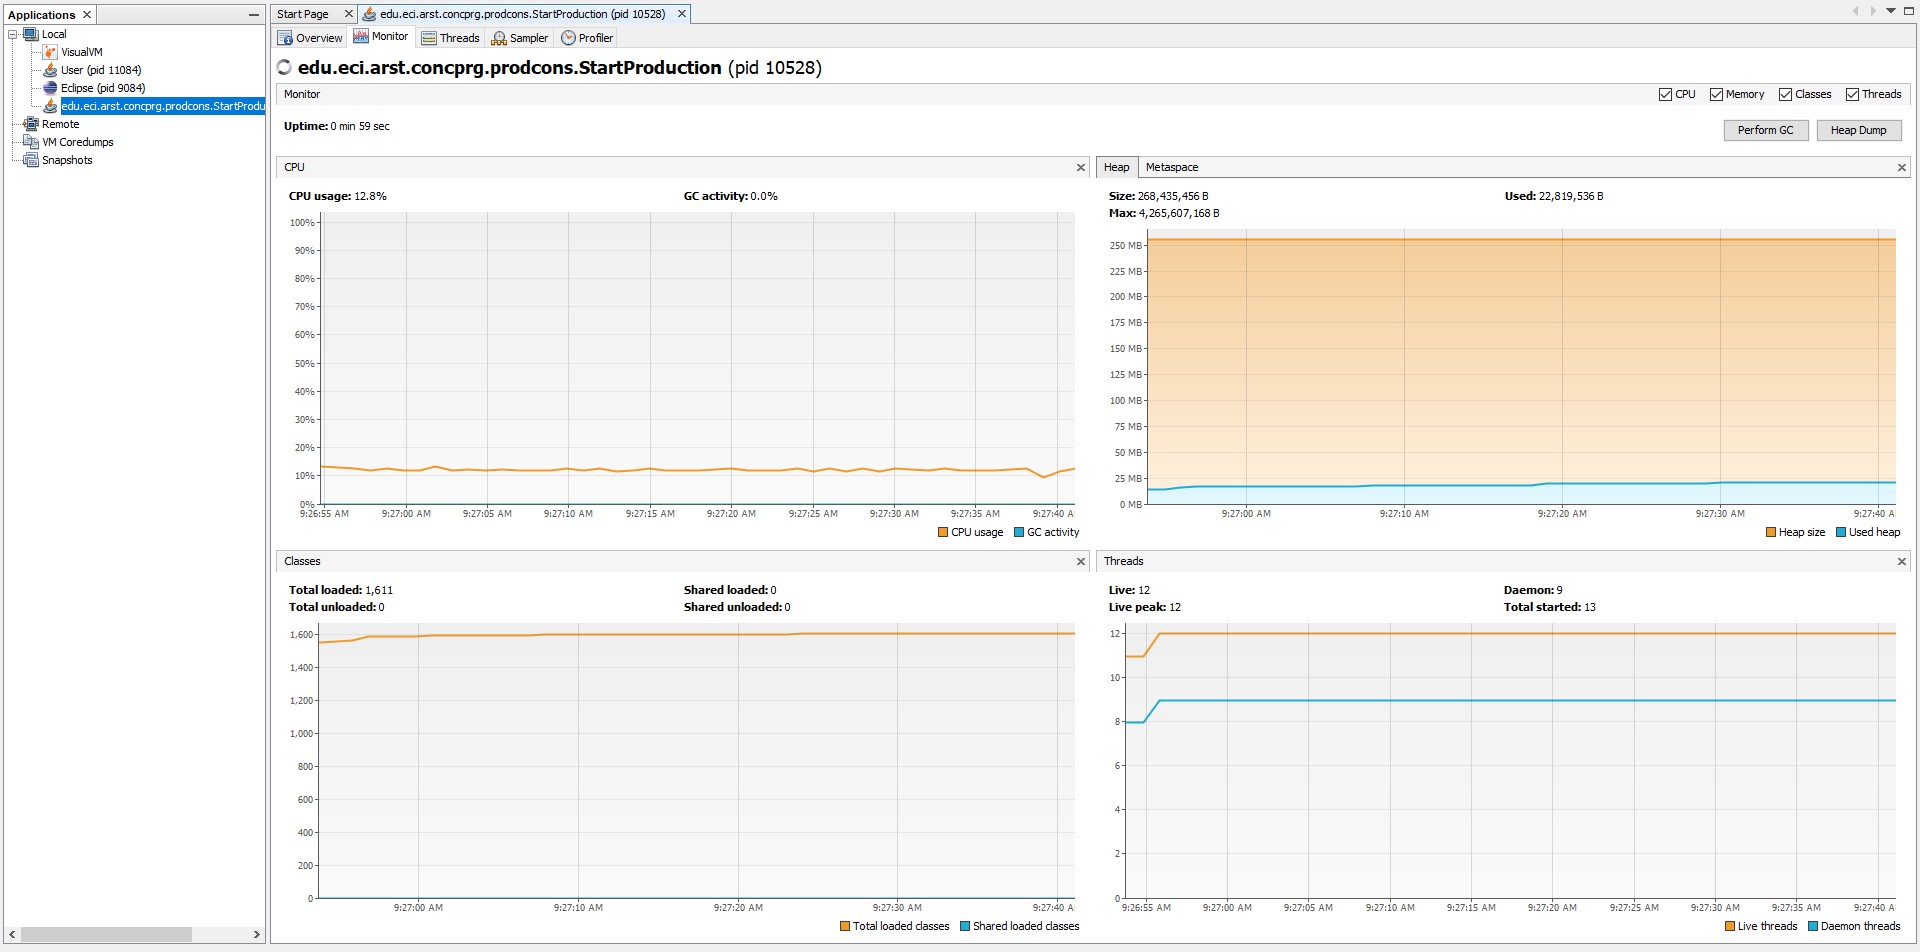 Applications
Local
VisualVM
User (pid 11084)
Eclipse (pid 9084)
edu.eci.arst.concprg.prodcons.StartProdu
Remote
VM Coredumps
Snapshots
Start Page
edu.eci.arst.concprg.prodcons.StartProduction (pid 10528)
Overview
Monitor
Threads
Sampler
Profiler
edu.eci.arst.concprg.prodcons.StartProduction (pid 10528)
Monitor
CPU
Memory
Classes
Threads
Uptime: 0 min 59 sec
Perform GC
Heap Dump
CPU
CPU usage: 12.8%
GC activity: 0.0%
100%
90%
80%
70%
60%
50%
40%
30%
20%
10%
0%
9:26:55 AM
9:27:00 AM
9:27:05 AM
9:27:10 AM
9:27:15 AM
9:27:20 AM
9:27:25 AM
9:27:30 AM
9:27:35 AM
9:27:40 A
CPU usage
GC activity
Heap
Metaspace
Size: 268,435,456 B
Used: 22,819,536 B
Max: 4,265,607,168 B
250 MB
225 MB
200 MB
175 MB
150 MB
125 MB
100 MB
75 MB
50 MB
25 MB
0 MB
9:27:00 AM
9:27:10 AM
9:27:20 AM
9:27:30 AM
9:27:40 A
Heap size
Used heap
Classes
Total loaded: 1,611
Shared loaded: 0
Total unloaded: 0
Shared unloaded: 0
1,600
1,400
1,200
1,000
800
600
400
200
0
9:27:00 AM
9:27:10 AM
9:27:20 AM
9:27:30 AM
9:27:40 A
Total loaded classes
Shared loaded classes
Threads
Live: 12
Daemon: 9
Live peak: 12
Total started: 13
12
10
8
6
4
2
0
9:26:55 AM
9:27:00 AM
9:27:05 AM
9:27:10 AM
9:27:15 AM
9:27:20 AM
9:27:25 AM
9:27:30 AM
9:27:35 AM
9:27:40 A
Live threads
Daemon threads